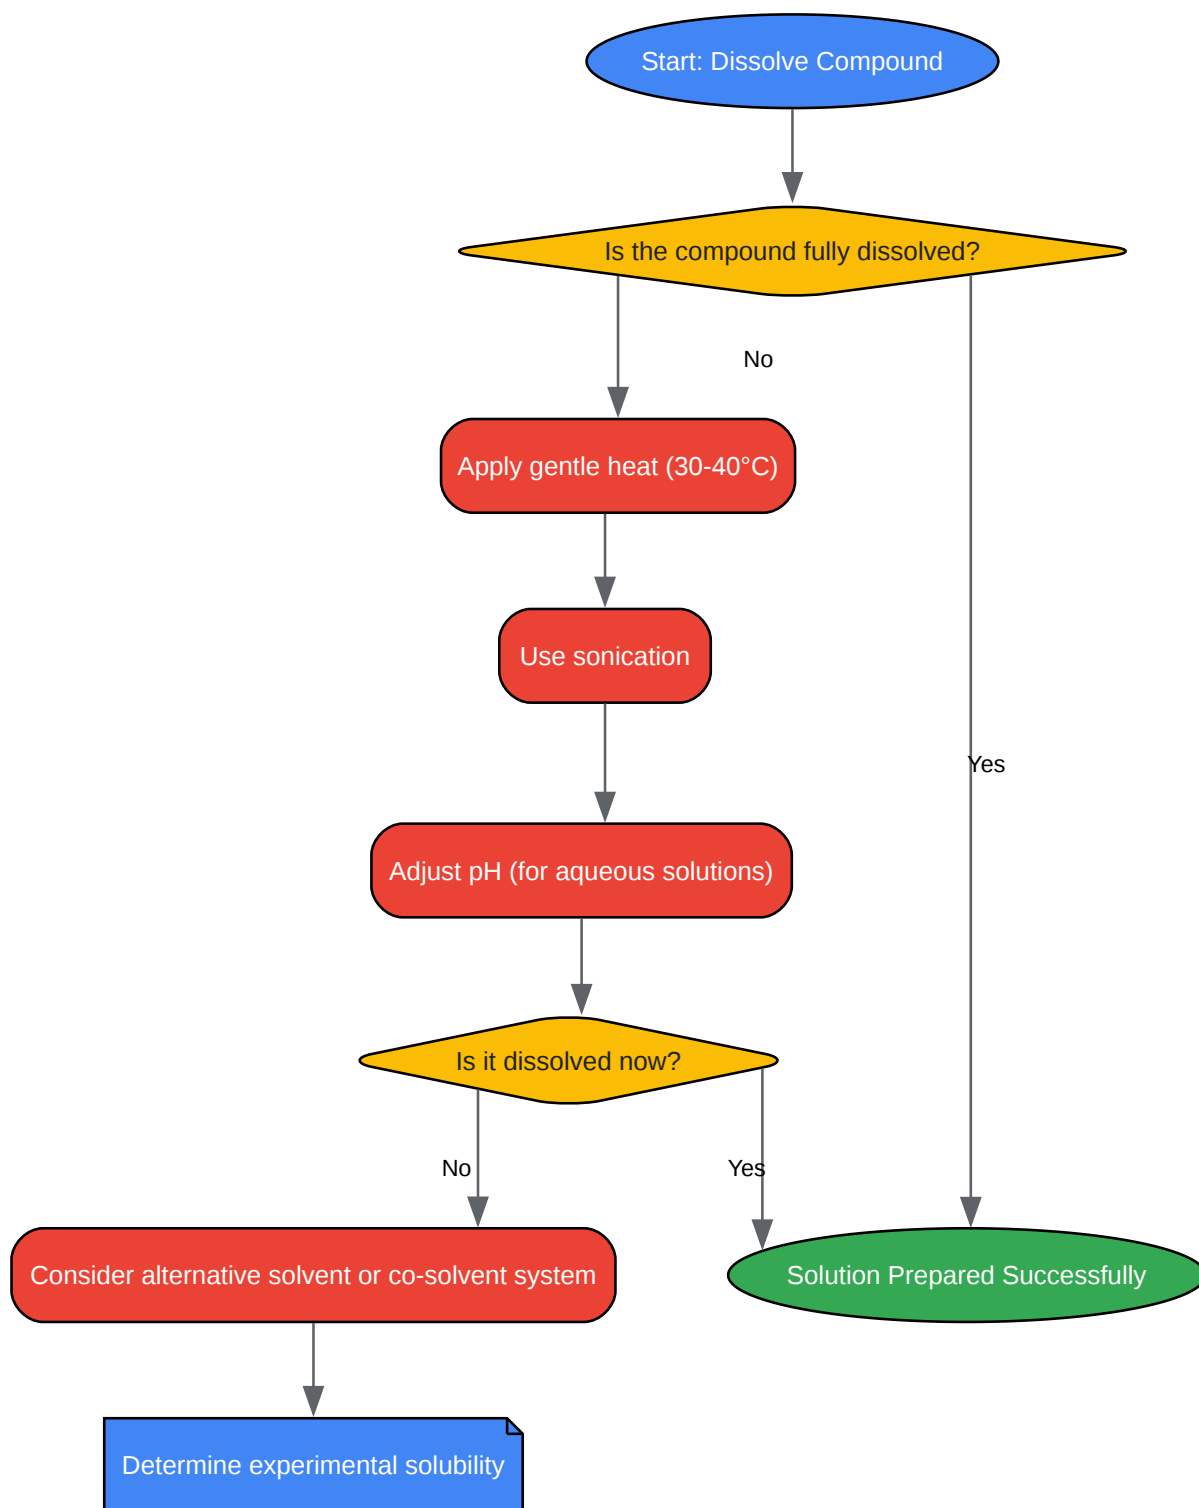 Start: Dissolve Compound
Is the compound fully dissolved?
No
Apply gentle heat (30-40°C)
Use sonication
Yes
Adjust pH (for aqueous solutions)
Is it dissolved now?
No
Yes
Consider alternative solvent or co-solvent system
Solution Prepared Successfully
Determine experimental solubility